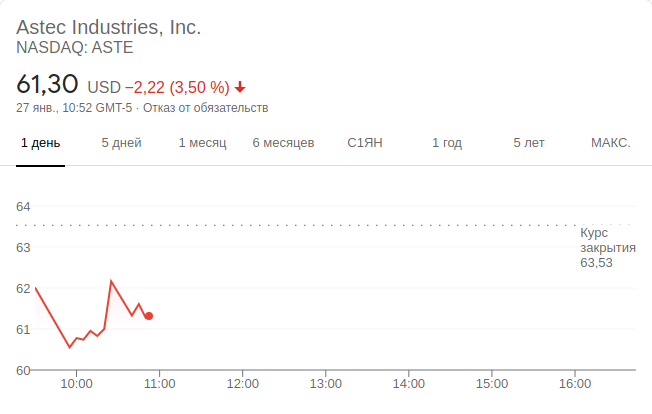 Astec Industries, Inc.
NASDAQ: ASTE
61,30 USD −2,22 (3,50 %)
27 янв., 10:52 GMT-5 · Отказ от обязательств
1 день 5 дней 1 месяц 6 месяцев С1ЯН 1 год 5 лет МАКС.
64
Курс
63
закрытия
63,53
62
61
60
10:00 11:00 12:00 13:00 14:00 15:00 16:00